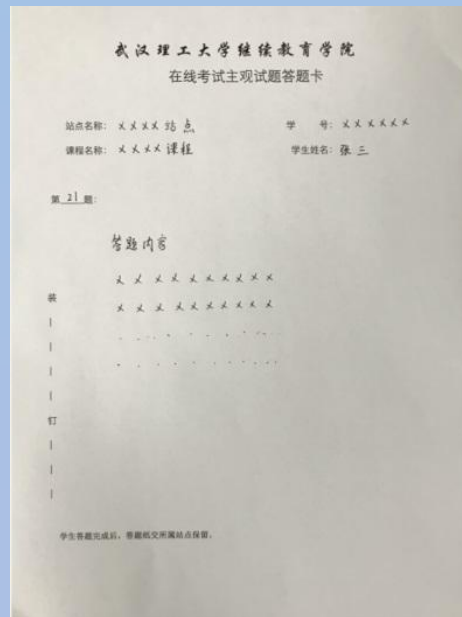 武汉理工大学继续教育学院
在线考试主观试题答题卡
站点名称: ××××站点 学 号: ××××××
课程名称: ××××课程 学生姓名: 张三
第 21 题:
答题内容
× × × × × × × × × ×
× × × × × × × × × ×
装
订
学生答题完成后，答题纸交所属站点保留。